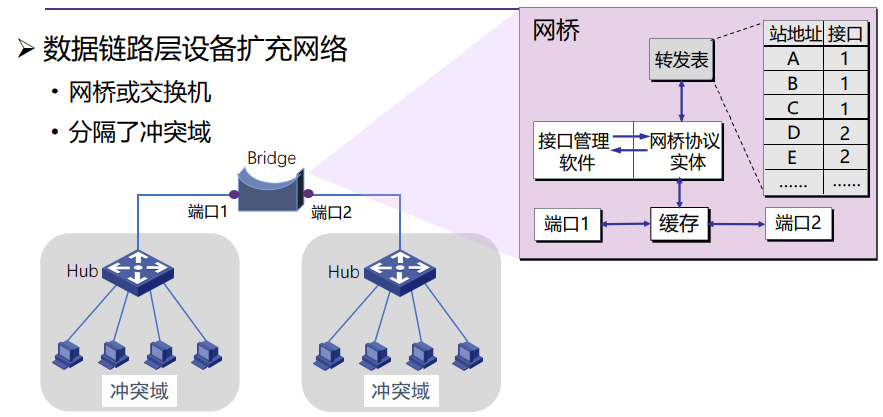 ➢ 数据链路层设备扩充网络
• 网桥或交换机
• 分隔了冲突域
Bridge
端口1
端口2
Hub
Hub
冲突域
冲突域
网桥
转发表
接口管理
软件
网桥协议
实体
端口1
缓存
端口2
站地址 接口
A 1
B 1
C 1
D 2
E 2
...... ......